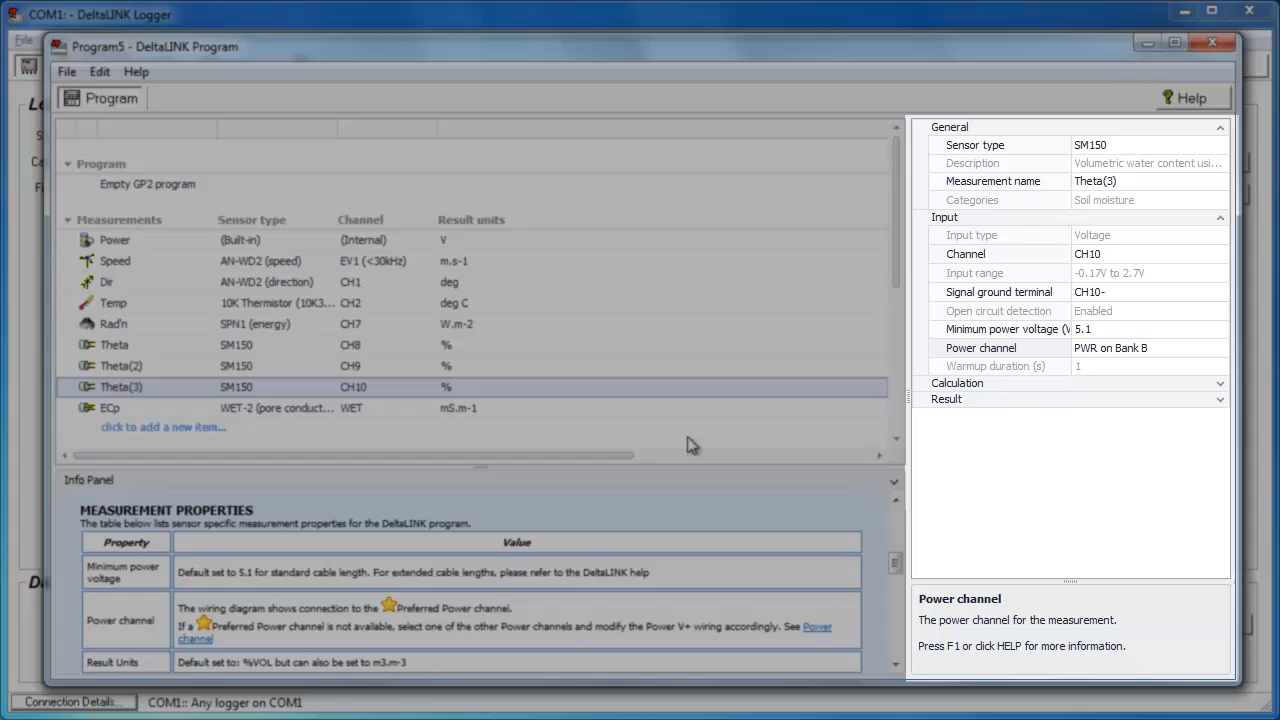 COM1: - DeltaLINK Logger
File
Program5 - DeltaLINK Program
File Edit Help
Program
Help
Program
Empty GP2 program
Measurements Sensor type Channel Result units
Power (Built-in) (Internal) V
Speed AN-WD2 (speed) EV1 (<30kHz) m.s-1
Dir AN-WD2 (direction) CH1 deg
Temp 10K Thermistor (10K3... CH2 deg C
Rad'n SPN1 (energy) CH7 W.m-2
Theta SM150 CH8 %
Theta(2) SM150 CH9 %
Theta(3) SM150 CH10 %
ECp WET-2 (pore conduct... WET mS.m-1
click to add a new item...
Info Panel
MEASUREMENT PROPERTIES
The table below lists sensor specific measurement properties for the DeltaLINK program.
Property Value
Minimum power voltage Default set to 5.1 for standard cable length. For extended cable lengths, please refer to the DeltaLINK help
Power channel The wiring diagram shows connection to the Preferred Power channel.
If a Preferred Power channel is not available, select one of the other Power channels and modify the Power V+ wiring accordingly. See Power
channel
Result Units Default set to: %VOL but can also be set to m3.m-3
General
Sensor type SM150
Description Volumetric water content usi...
Measurement name Theta(3)
Categories Soil moisture
Input
Input type Voltage
Channel CH10
Input range -0.17V to 2.7V
Signal ground terminal CH10-
Open circuit detection Enabled
Minimum power voltage (V 5.1
Power channel PWR on Bank B
Warmup duration (s) 1
Calculation
Result
Power channel
The power channel for the measurement.
Press F1 or click HELP for more information.
Connection Details... COM1:: Any logger on COM1